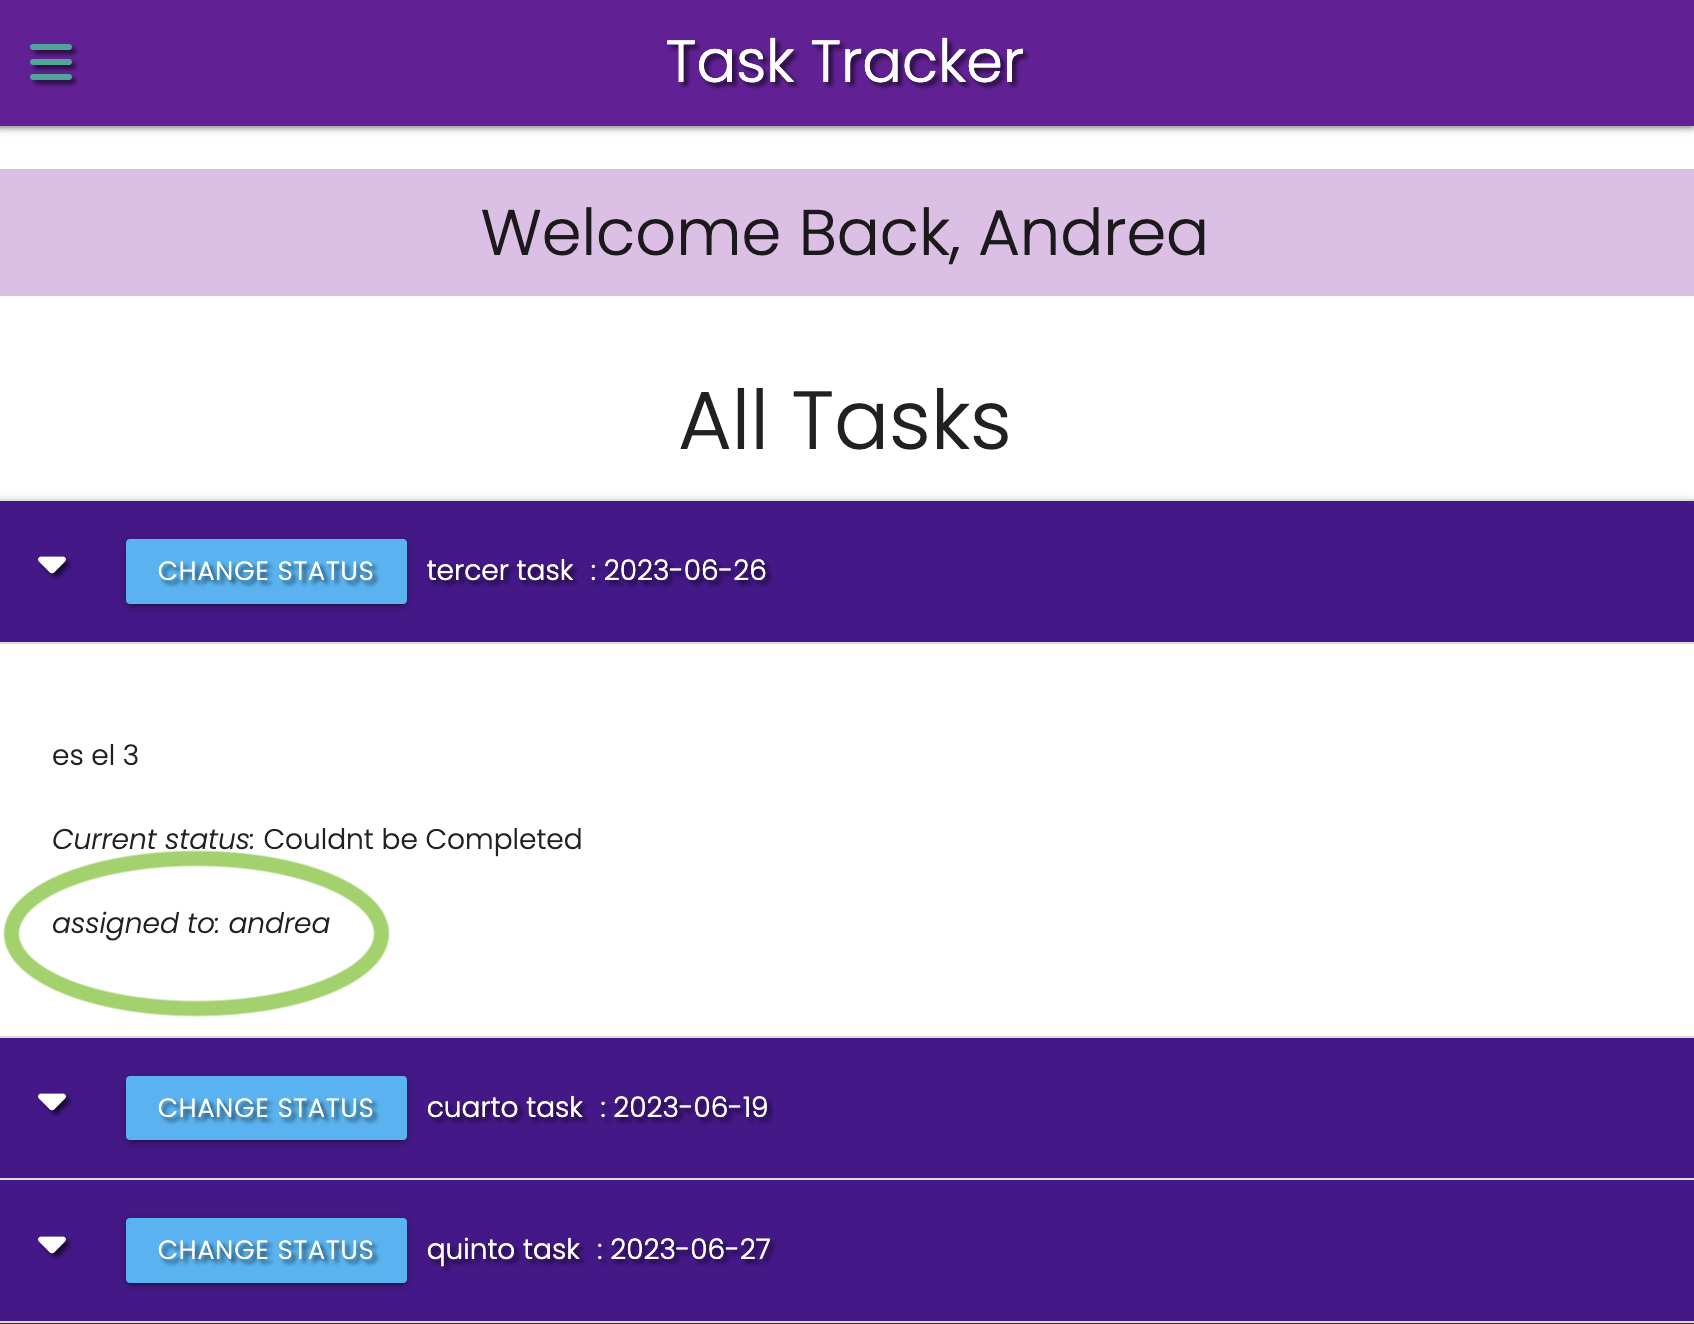 Task Tracker
Welcome Back, Andrea
All Tasks
CHANGE STATUS tercer task : 2023-06-26
es el 3
Current status: Couldnt be Completed
assigned to: andrea
CHANGE STATUS cuarto task : 2023-06-19
CHANGE STATUS quinto task : 2023-06-27